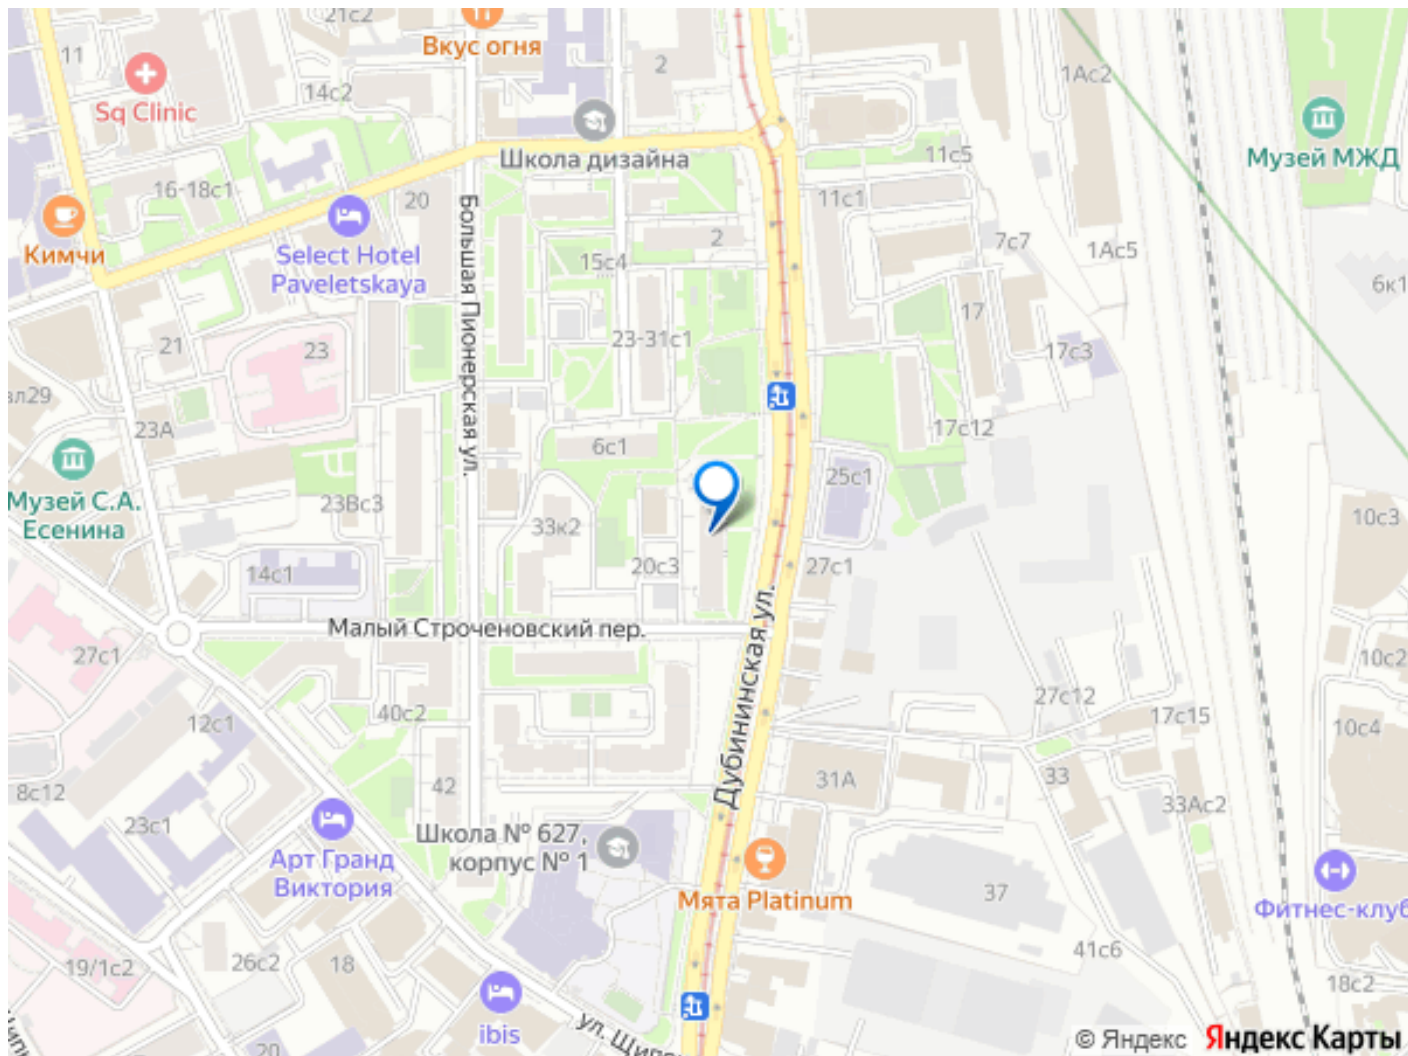 21с2
Вкус огня
11
2
1Ас2
Sq Clinic
14с2
Школа дизайна
11с5
Музей МЖД
16-18с1
20
11с1
Кимчи
Select Hotel
Paveletskaya
Большая Пионерская ул.
15с4
2
7с7
1Ас5
6к1
21
23
23-31с1
17
17с3
вл29
23А
6с1
17с12
Музей С.А.
Есенина
23Вс3
33к2
25с1
10с3
14с1
20с3
27с1
Малый Строченовский пер.
27с1
Дубининская ул.
10с2
12с1
40с2
27с12
17с15
10с4
8с12
42
31А
33
33Ас2
23с1
Школа № 627,
корпус № 1
Арт Гранд
Виктория
Мята Platinum
37
Фитнес-клуб
19/1с2
26с2
18
41с6
18с2
ibis
20
© Яндекс
Яндекс Карты